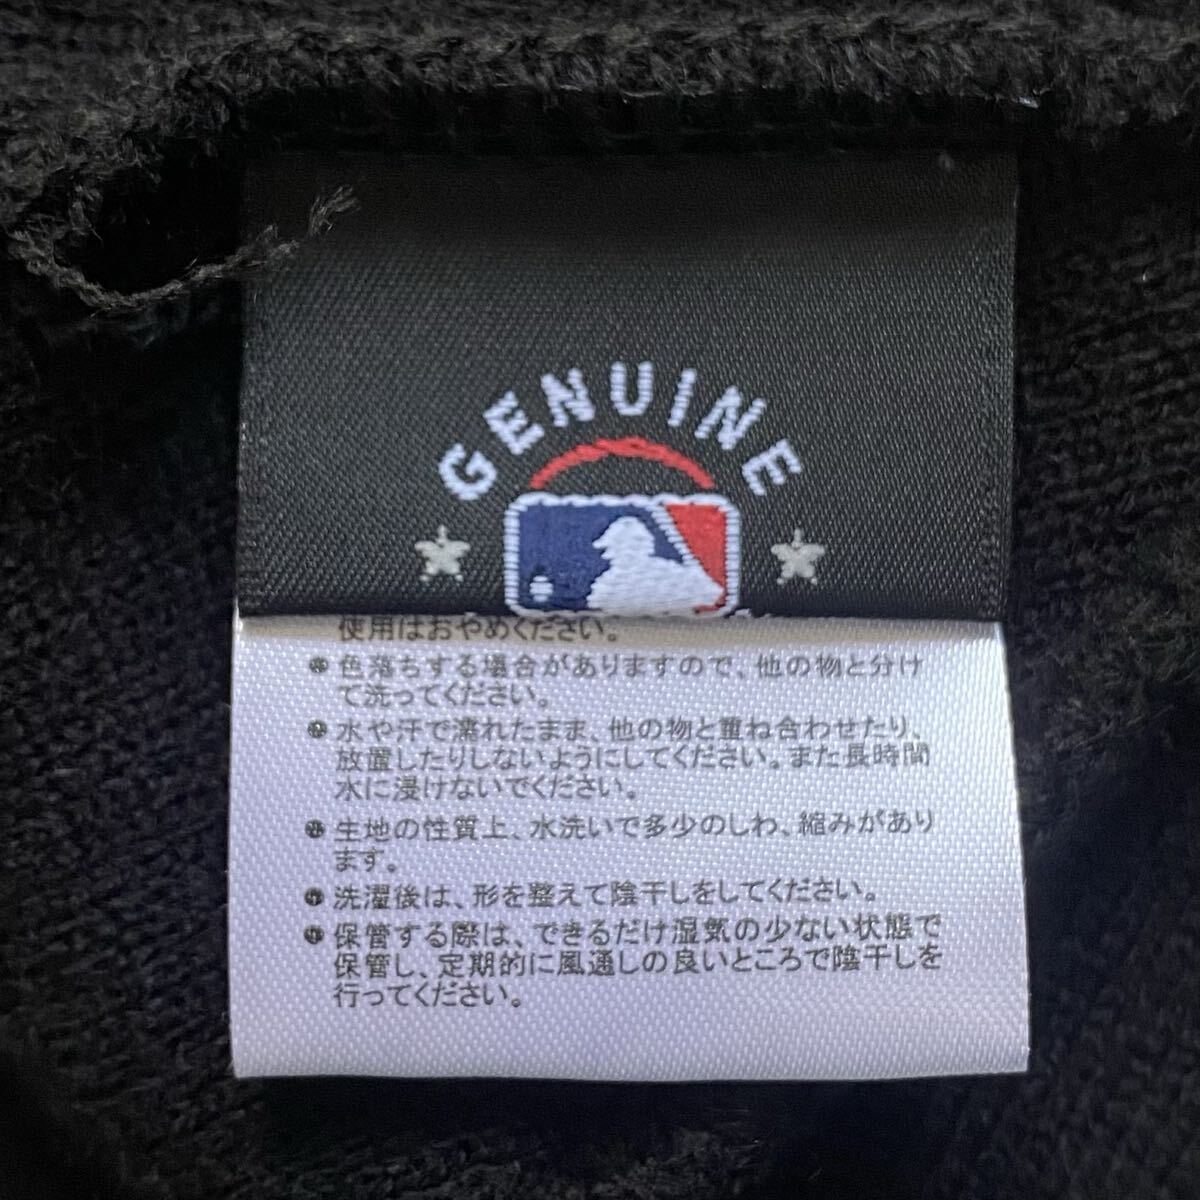 GENUINE
使用はおやめください。
● 色落ちする場合がありますので、他の物と分け
て洗ってください。
● 水や汗で濡れたまま、他の物と重ね合わせたり、
放置したりしないようにしてください。また長時間
水に浸けないでください。
● 生地の性質上、水洗いで多少のしわ、縮みがあり
ます。
● 洗濯後は、形を整えて陰干しをしてください。
● 保管する際は、できるだけ湿気の少ない状態で
保管し、定期的に風通しの良いところで陰干しを
行ってください。